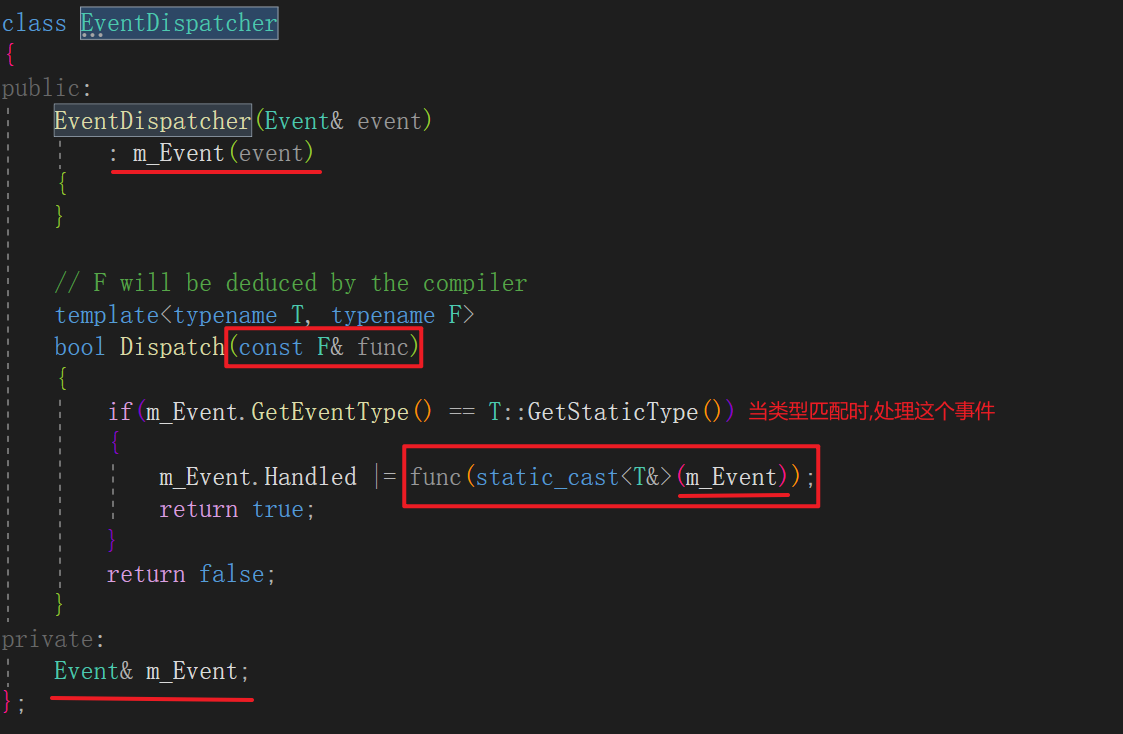 class EventDispatcher
{
public:
EventDispatcher(Event& event)
: m_Event(event)
{
}
// F will be deduced by the compiler
template<typename T, typename F>
bool Dispatch(const F& func)
{
if(m_Event.GetEventType() == T::GetStaticType()) 当类型匹配时,处理这个事件
{
m_Event.Handled |= func(static_cast<T&>(m_Event));
return true;
}
return false;
}
private:
Event& m_Event;
};